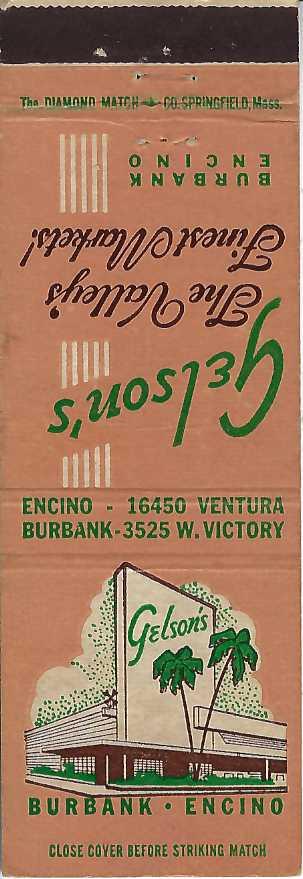 The DIAMOND MATCH CO. SPRINGFIELD, Mass.
Gelson's
The Valley's
Finest Markets!
BURBANK
ENCINO
ENCINO - 16450 VENTURA
BURBANK-3525 W. VICTORY
Gelson's
BURBANK • ENCINO
CLOSE COVER BEFORE STRIKING MATCH